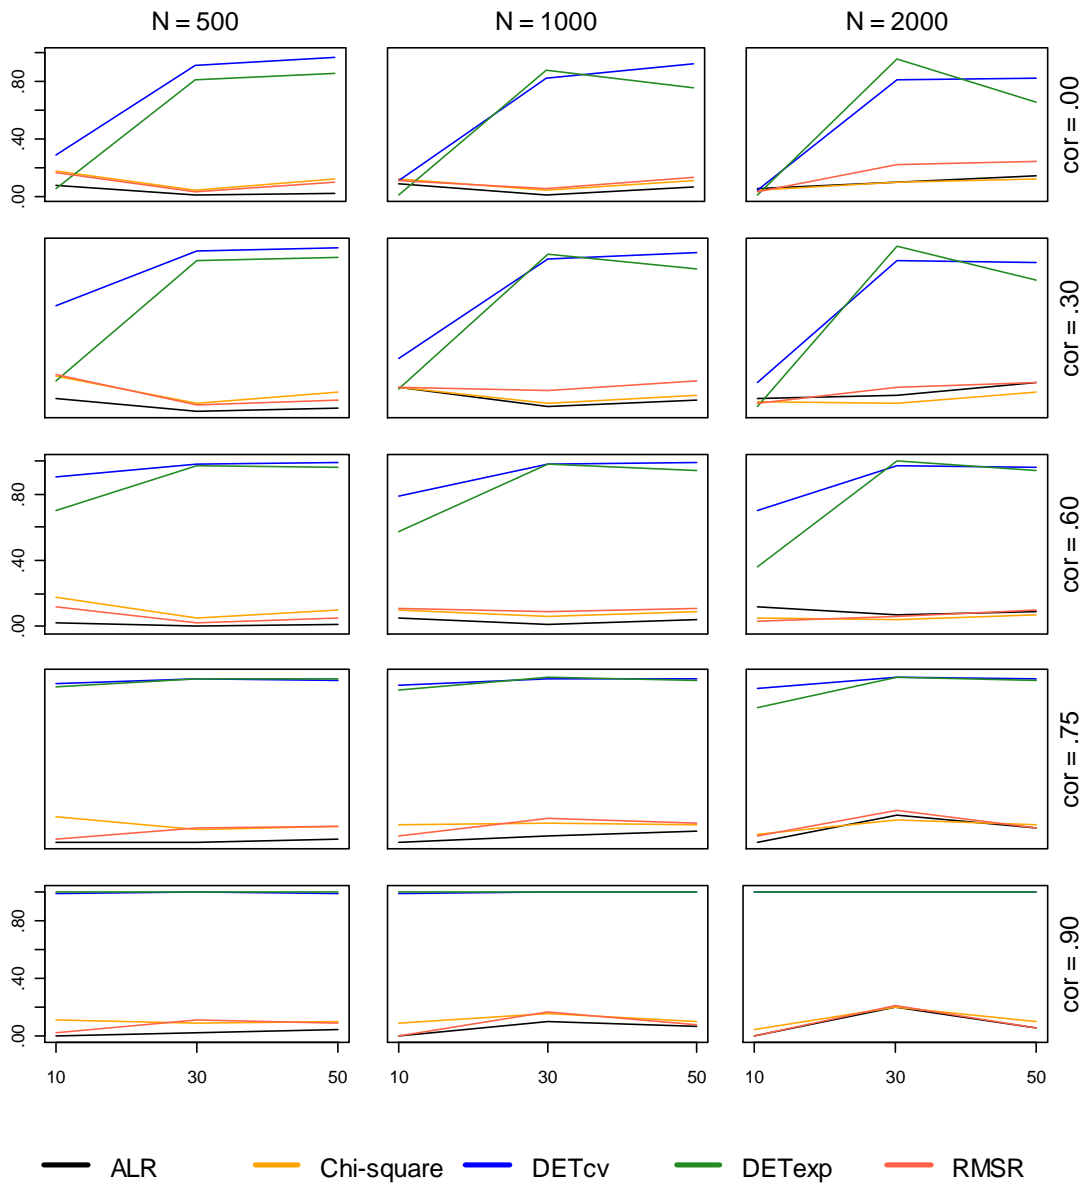 N = 500 N = 1000 N = 2000
.80
.40
.00
cor = .00
cor = .30
.80
.40
.00
cor = .60
cor = .75
.80
.40
.00
cor = .90
10 30 50 10 30 50 10 30 50
ALR Chi-square DETcv DETexp RMSR